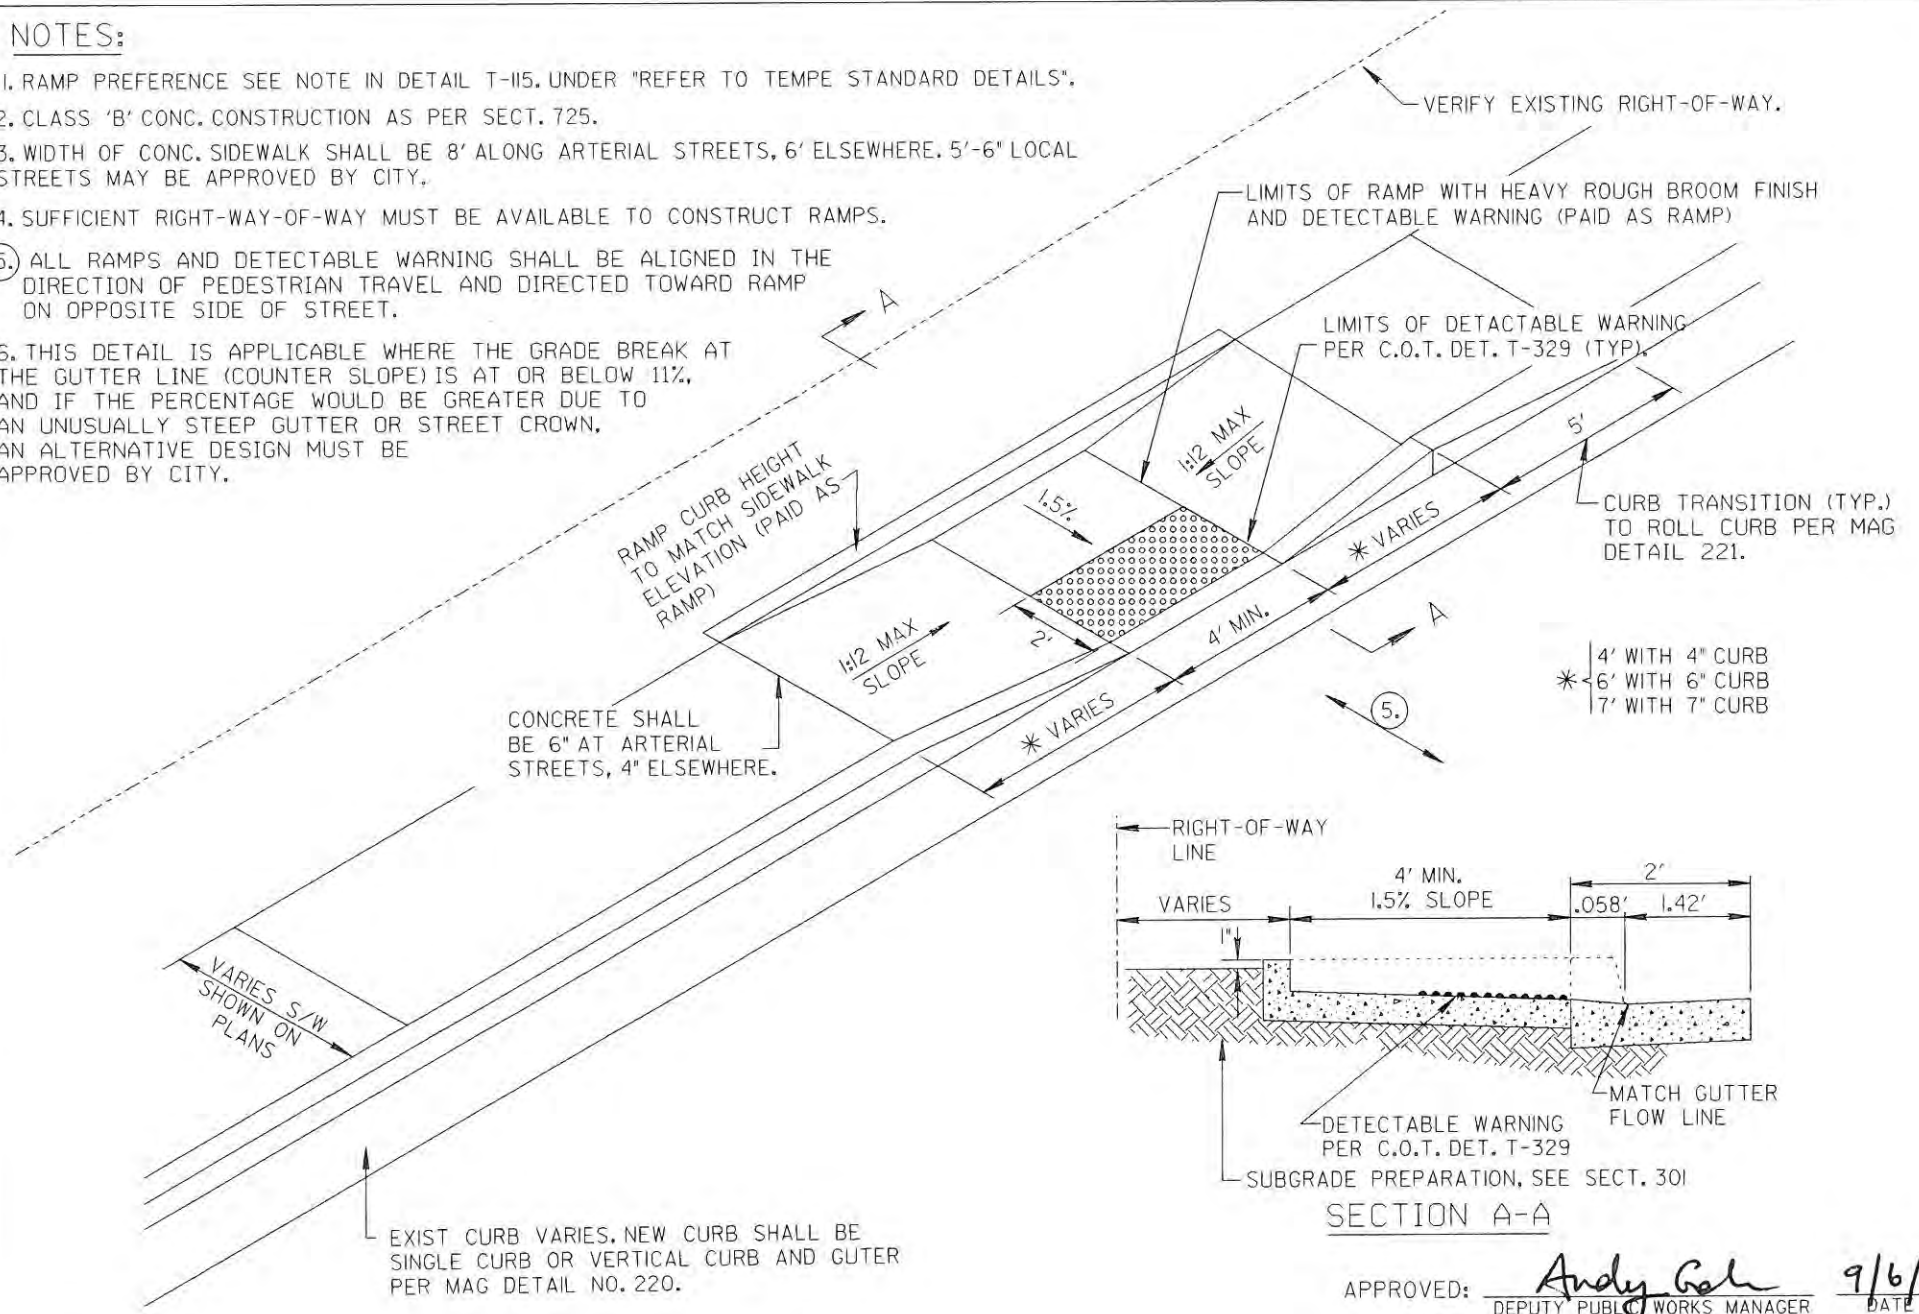 NOTES:
1. RAMP PREFERENCE SEE NOTE IN DETAIL T-115. UNDER "REFER TO TEMPE STANDARD DETAILS".
2. CLASS 'B' CONC. CONSTRUCTION AS PER SECT. 725.
3. WIDTH OF CONC. SIDEWALK SHALL BE 8' ALONG ARTERIAL STREETS, 6' ELSEWHERE. 5'-6" LOCAL
STREETS MAY BE APPROVED BY CITY.
4. SUFFICIENT RIGHT-WAY-OF-WAY MUST BE AVAILABLE TO CONSTRUCT RAMPS.
5. ALL RAMPS AND DETECTABLE WARNING SHALL BE ALIGNED IN THE
DIRECTION OF PEDESTRIAN TRAVEL AND DIRECTED TOWARD RAMP
ON OPPOSITE SIDE OF STREET.
6. THIS DETAIL IS APPLICABLE WHERE THE GRADE BREAK AT
THE GUTTER LINE (COUNTER SLOPE) IS AT OR BELOW 11%,
AND IF THE PERCENTAGE WOULD BE GREATER DUE TO
AN UNUSUALLY STEEP GUTTER OR STREET CROWN,
AN ALTERNATIVE DESIGN MUST BE
APPROVED BY CITY.
VERIFY EXISTING RIGHT-OF-WAY.
LIMITS OF RAMP WITH HEAVY ROUGH BROOM FINISH
AND DETECTABLE WARNING (PAID AS RAMP)
A
LIMITS OF DETACTABLE WARNING
PER C.O.T. DET. T-329 (TYP).
5'
1:12 MAX
SLOPE
RAMP CURB HEIGHT
TO MATCH SIDEWALK
ELEVATION (PAID AS
RAMP)
1.5%
* VARIES
CURB TRANSITION (TYP.)
TO ROLL CURB PER MAG
DETAIL 221.
4' MIN.
A
2'
1:12 MAX
SLOPE
4' WITH 4" CURB
* 6' WITH 6" CURB
7' WITH 7" CURB
5.
* VARIES
CONCRETE SHALL
BE 6" AT ARTERIAL
STREETS, 4" ELSEWHERE.
VARIES S/W
SHOWN ON
PLANS
RIGHT-OF-WAY
LINE
4' MIN.
1.5% SLOPE
2'
VARIES
.058'
1.42'
1"
MATCH GUTTER
FLOW LINE
DETECTABLE WARNING
PER C.O.T. DET. T-329
SUBGRADE PREPARATION, SEE SECT. 301
SECTION A-A
EXIST CURB VARIES. NEW CURB SHALL BE
SINGLE CURB OR VERTICAL CURB AND GUTER
PER MAG DETAIL NO. 220.
APPROVED: Andy 9/6/
DEPUTY PUBLIC WORKS MANAGER DATE